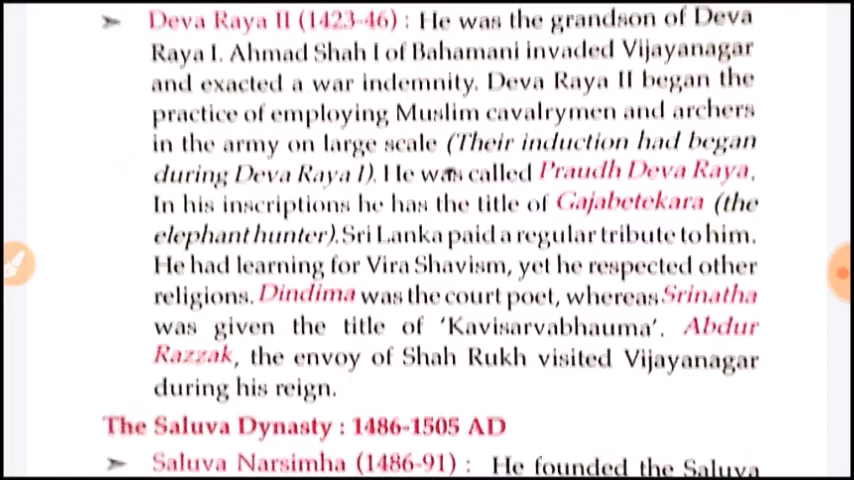 ➤ Deva Raya II (1423-46) : He was the grandson of Deva
Raya I. Ahmad Shah I of Bahamani invaded Vijayanagar
and exacted a war indemnity. Deva Raya II began the
practice of employing Muslim cavalrymen and archers
in the army on large scale (Their induction had began
during Deva Raya I). He was called Praudh Deva Raya.
In his inscriptions he has the title of Gajabetekara (the
elephant hunter). Sri Lanka paid a regular tribute to him.
He had learning for Vira Shavism, yet he respected other
religions. Dindima was the court poet, whereas Srinatha
was given the title of 'Kavisarvabhauma'. Abdur
Razzak, the envoy of Shah Rukh visited Vijayanagar
during his reign.
The Saluva Dynasty : 1486-1505 AD
➤ Saluva Narsimha (1486-91) : He founded the Saluva